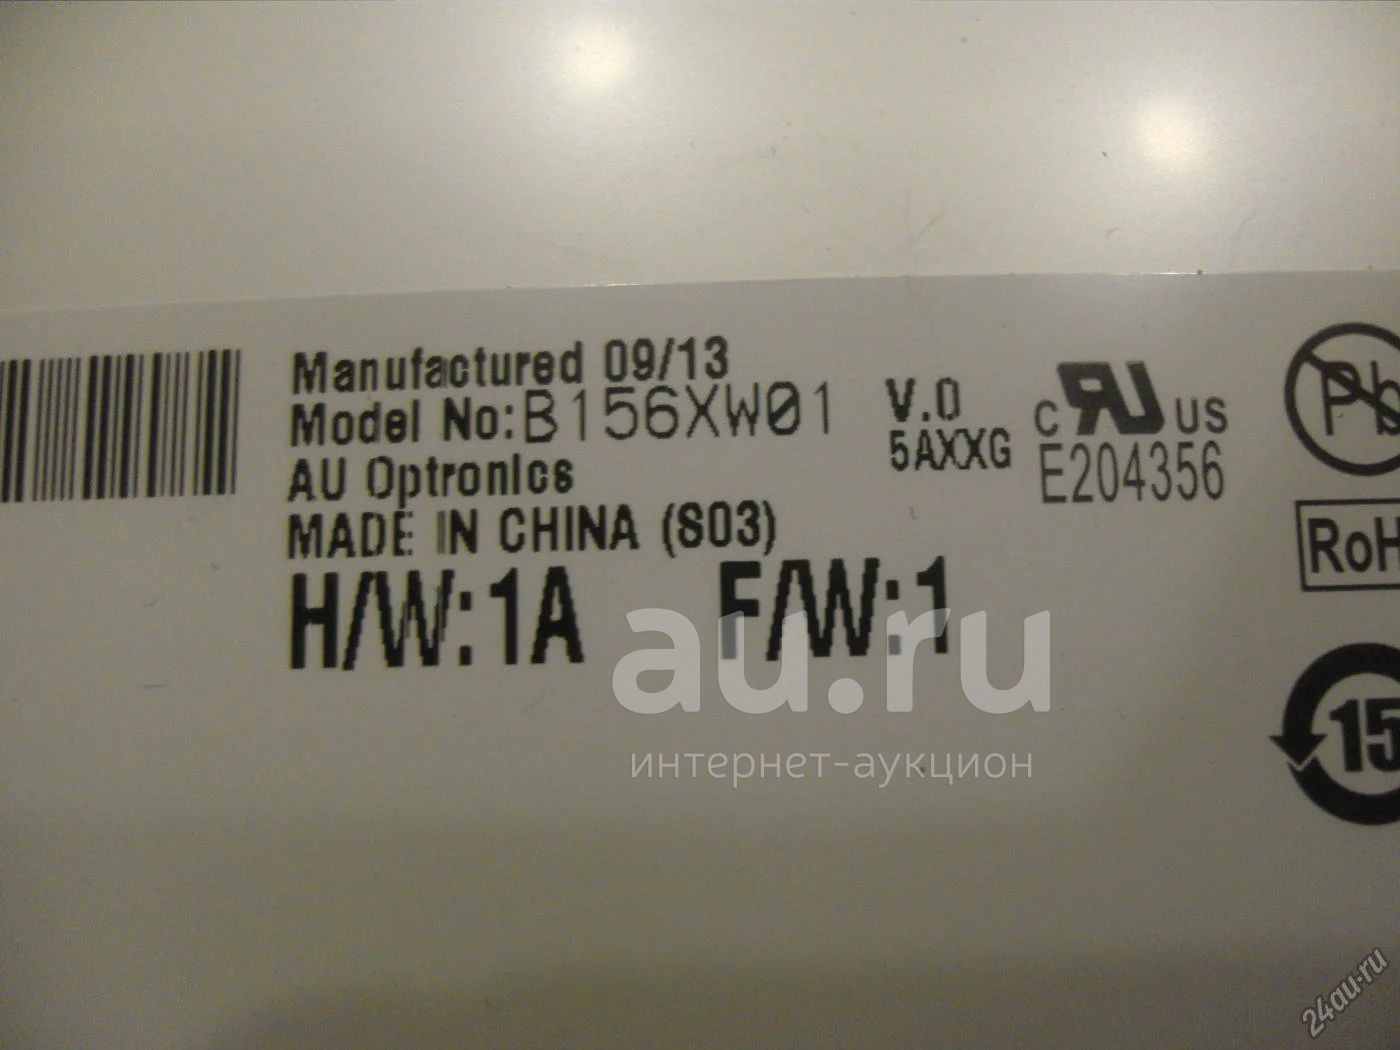 Manufactured 09/13
Model No: B156XW01 V.0
AU Optronics 5AXXG
MADE IN CHINA (S03)
H/W:1A F/W:1
c RU US
E204356
Pb
RoH
15
au.ru
интернет-аукцион
24au.ru